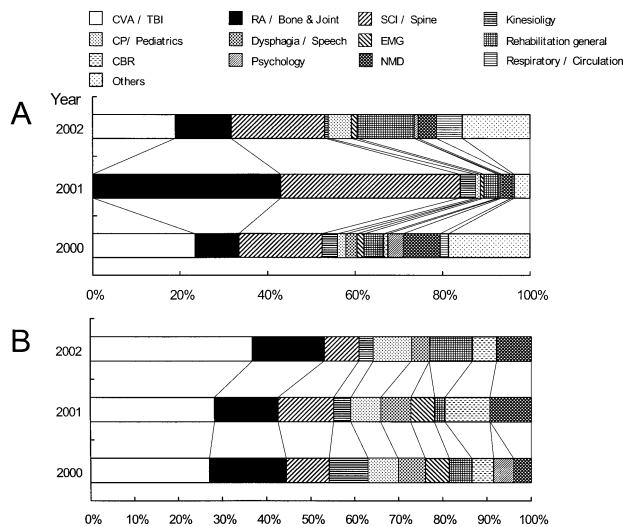 CVA / TBI RA / Bone & Joint SCI / Spine Kinesioligy
CP/ Pediatrics Dysphagia / Speech EMG Rehabilitation general
CBR Psychology NMD Respiratory / Circulation
Others
Year
A
2002
2001
2000
0% 20% 40% 60% 80% 100%
B
2002
2001
2000
0% 10% 20% 30% 40% 50% 60% 70% 80% 90% 100%